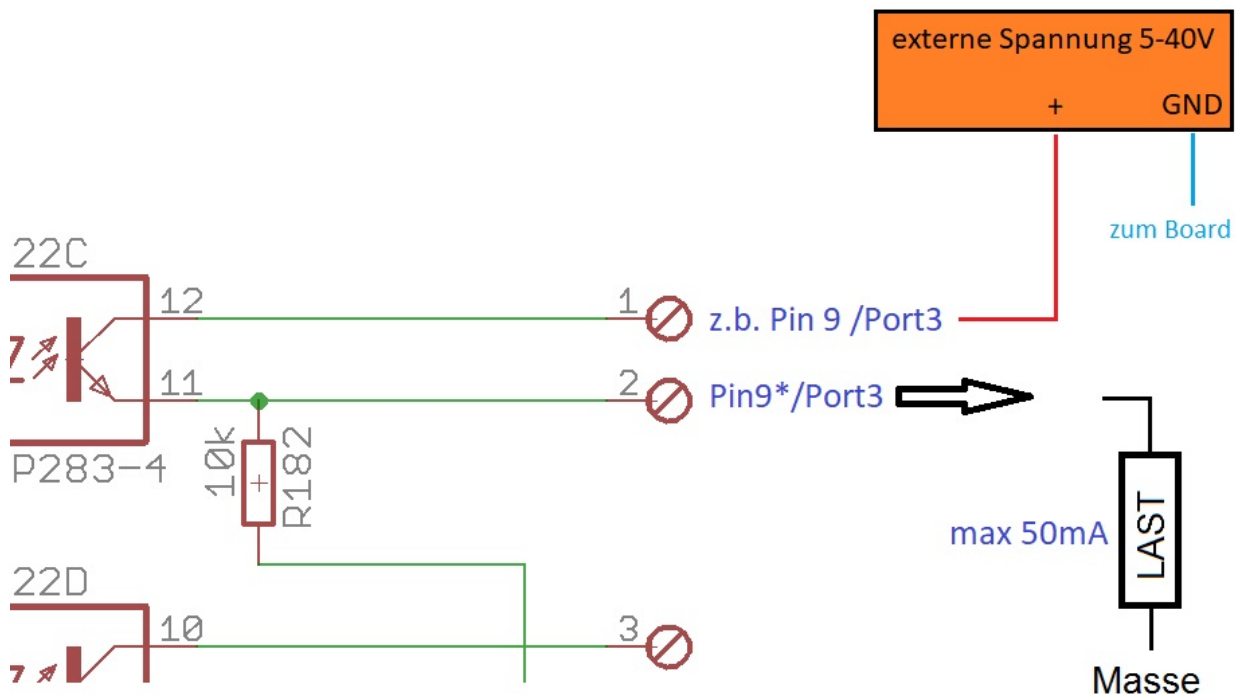 externe Spannung 5-40V
+ GND
zum Board
22C
12
1
z.b. Pin 9 /Port3
11
2
Pin9*/Port3
10k
R182
P283-4
max 50mA
LAST
22D
10
3
Masse